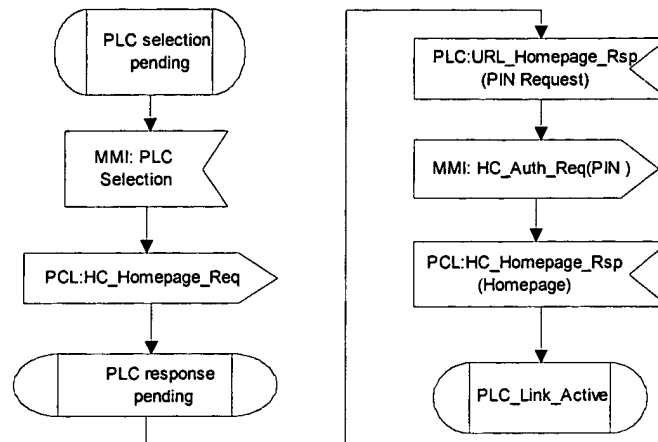 PLC selection
pending
MMI: PLC
Selection
PCL:HC_Homepage_Req
PLC response
pending
PLC:URL_Homepage_Rsp
(PIN Request)
MMI: HC_Auth_Req(PIN )
PCL:HC_Homepage_Rsp
(Homepage)
PLC_Link_Active